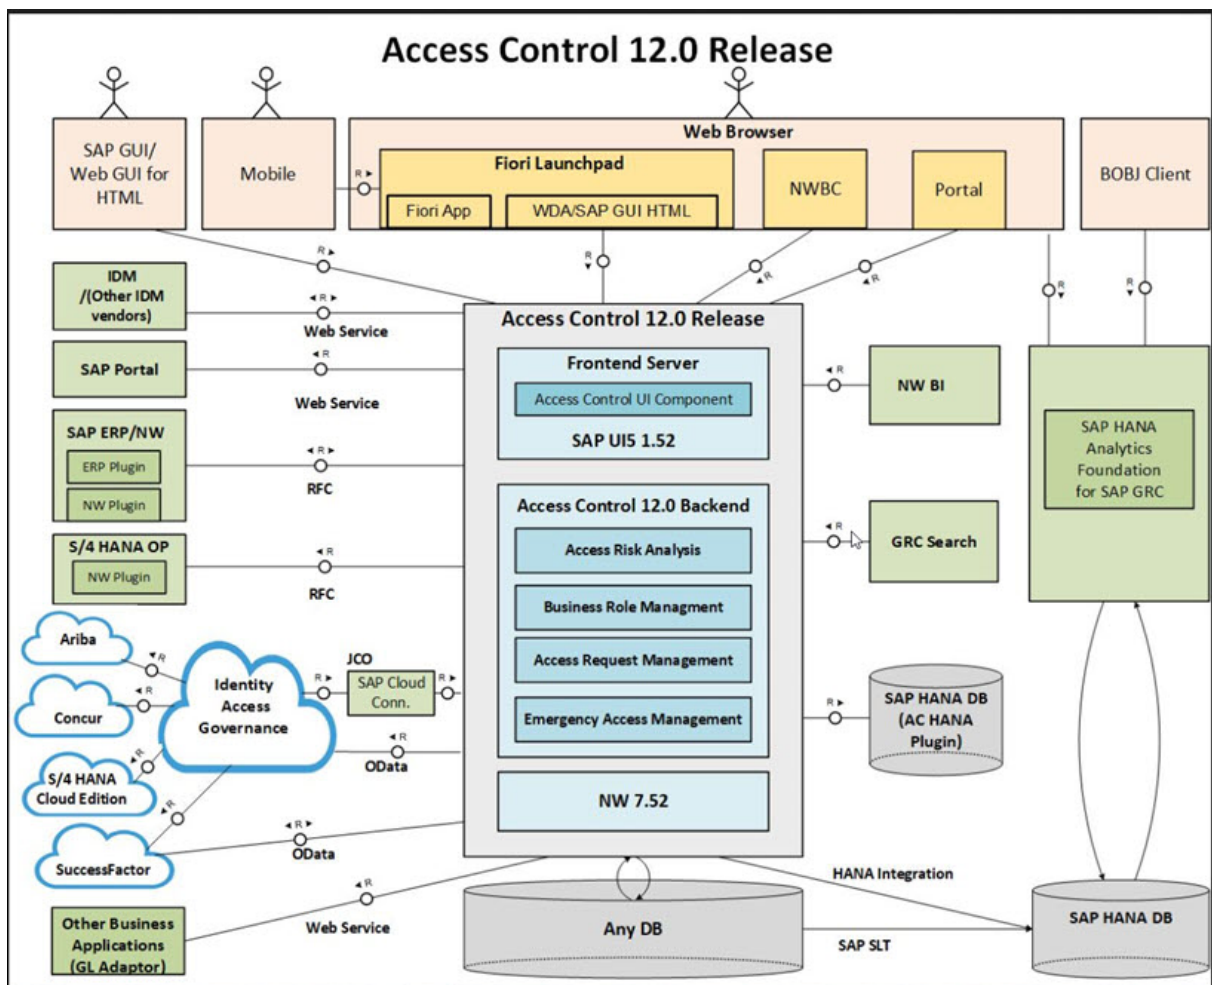 Access Control 12.0 Release
SAP GUI/
Web GUI for
HTML
Mobile
Web Browser
R
Fiori Launchpad
Fiori App
WDA/SAP GUI HTML
NWBC
Portal
BOBJ Client
R
R
R
R
R
R
IDM
/(Other IDM
vendors)
R
Web Service
SAP Portal
R
Web Service
SAP ERP/NW
ERP Plugin
NW Plugin
R
RFC
S/4 HANA OP
NW Plugin
R
RFC
Access Control 12.0 Release
Frontend Server
Access Control UI Component
SAP UI5 1.52
Access Control 12.0 Backend
Access Risk Analysis
Business Role Managment
Access Request Management
Emergency Access Management
NW 7.52
R
NW BI
R
GRC Search
R
SAP HANA DB
(AC HANA
Plugin)
SAP HANA
Analytics
Foundation
for SAP GRC
Ariba
R
Concur
R
S/4 HANA
Cloud Edition
R
SuccessFactor
R
Identity
Access
Governance
R
JCO
SAP Cloud
Conn.
R
R
OData
R
OData
Other Business
Applications
(GL Adaptor)
R
Web Service
Any DB
HANA Integration
SAP SLT
SAP HANA DB